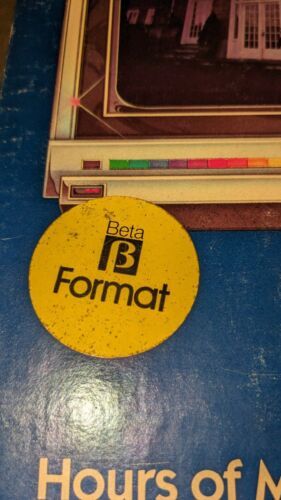 Beta
β
Format
Hours of M